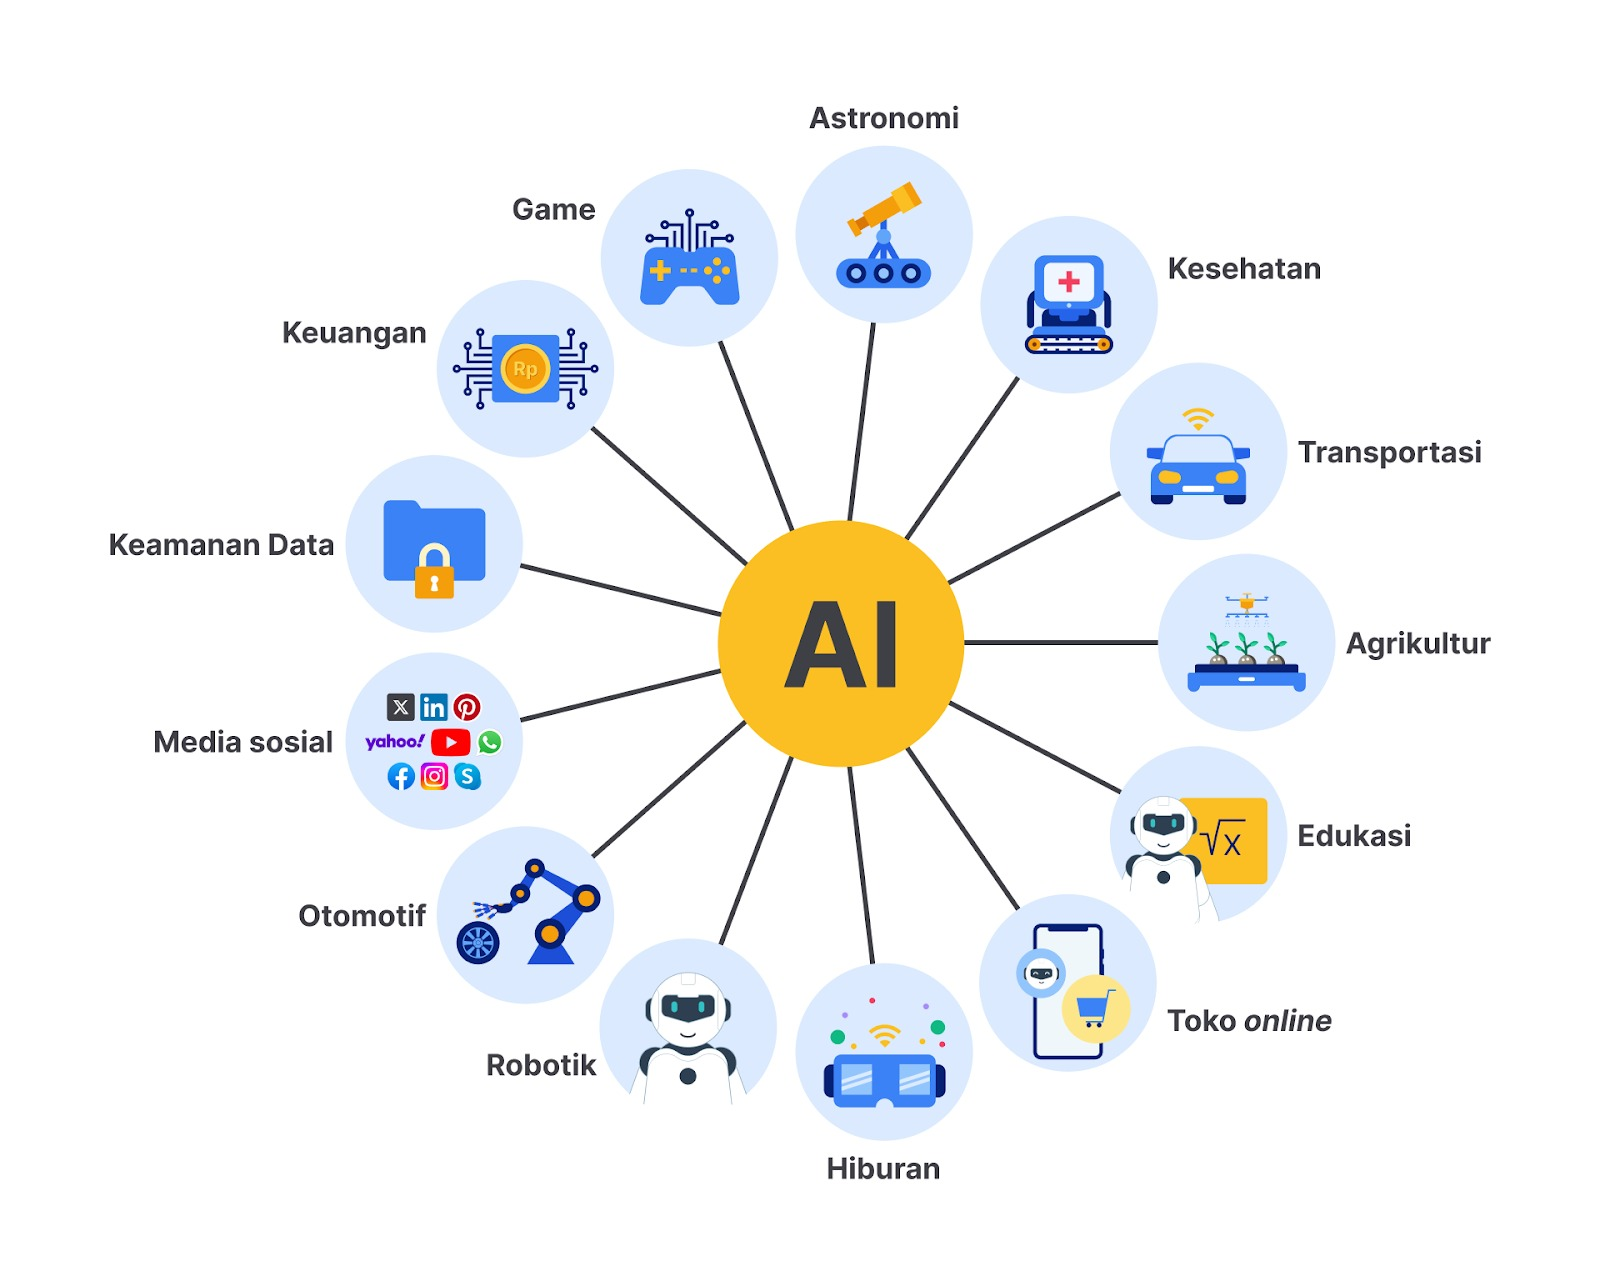 Astronomi
Game
Kesehatan
Keuangan
Rp
Transportasi
Keamanan Data
AI
Agrikultur
Media sosial
X in
yahoo!
f S
Edukasi
√x
Otomotif
Toko online
Robotik
Hiburan